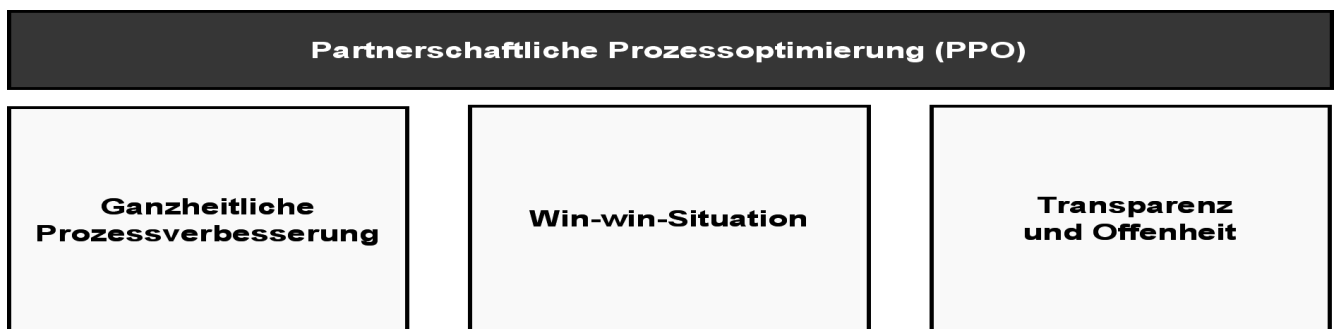 Partnerschaftliche Prozessoptimierung (PPO)
Ganzheitliche
Prozessverbesserung
Win-win-Situation
Transparenz
und Offenheit